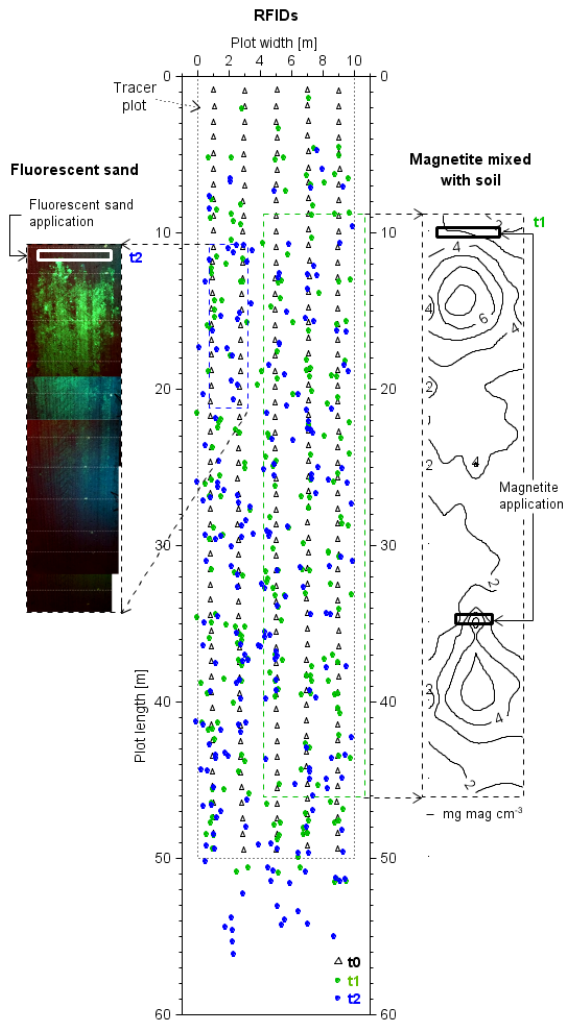 RFIDs
Plot width [m]
0 2 4 6 8 10
0 0
Tracer
plot
Fluorescent sand
Fluorescent sand
application
t2
Magnetite mixed
with soil
t1
10 10
4
4
6
4
20 20
2
2
4
Magnetite
application
30 30
2
Plot length [m]
40 40
2
4
2
2
– mg mag cm⁻³
50 50
t0
t1
t2
60 60